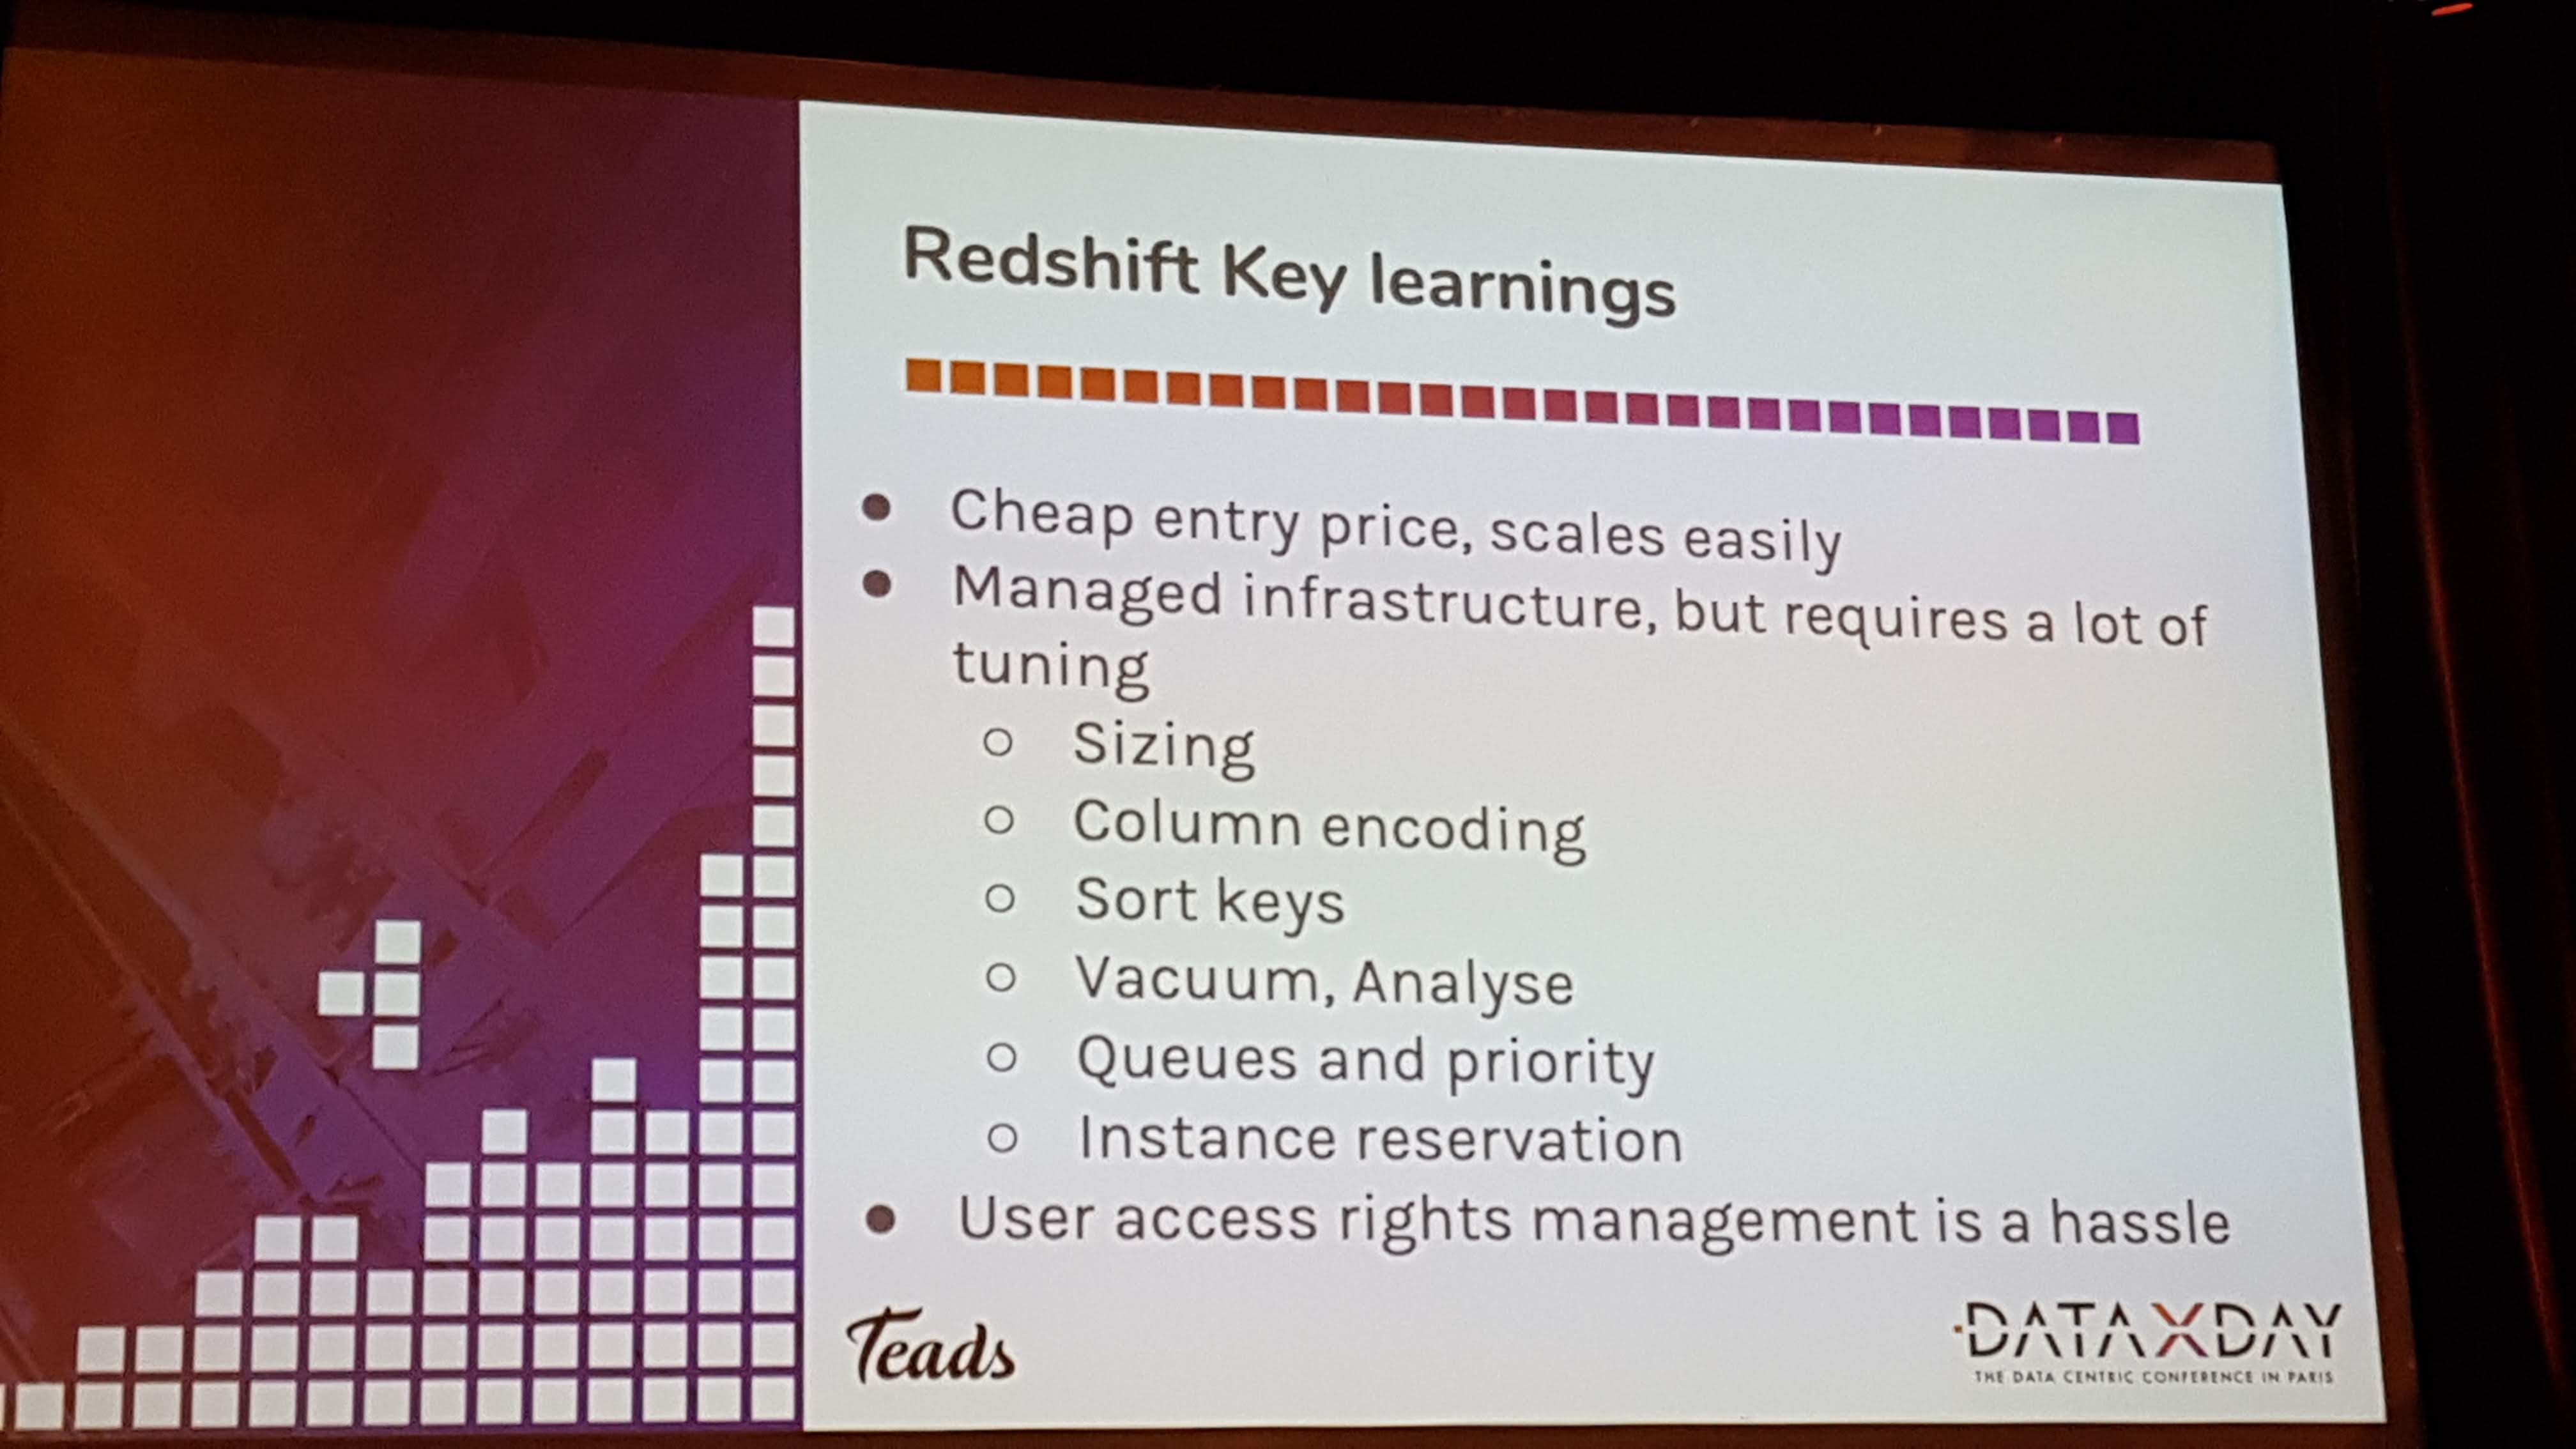 Redshift Key learnings
● Cheap entry price, scales easily
● Managed infrastructure, but requires a lot of
tuning
○ Sizing
○ Column encoding
○ Sort keys
○ Vacuum, Analyse
○ Queues and priority
○ Instance reservation
● User access rights management is a hassle
Teads
DATAXDAY
THE DATA CENTRIC CONFERENCE IN PARIS